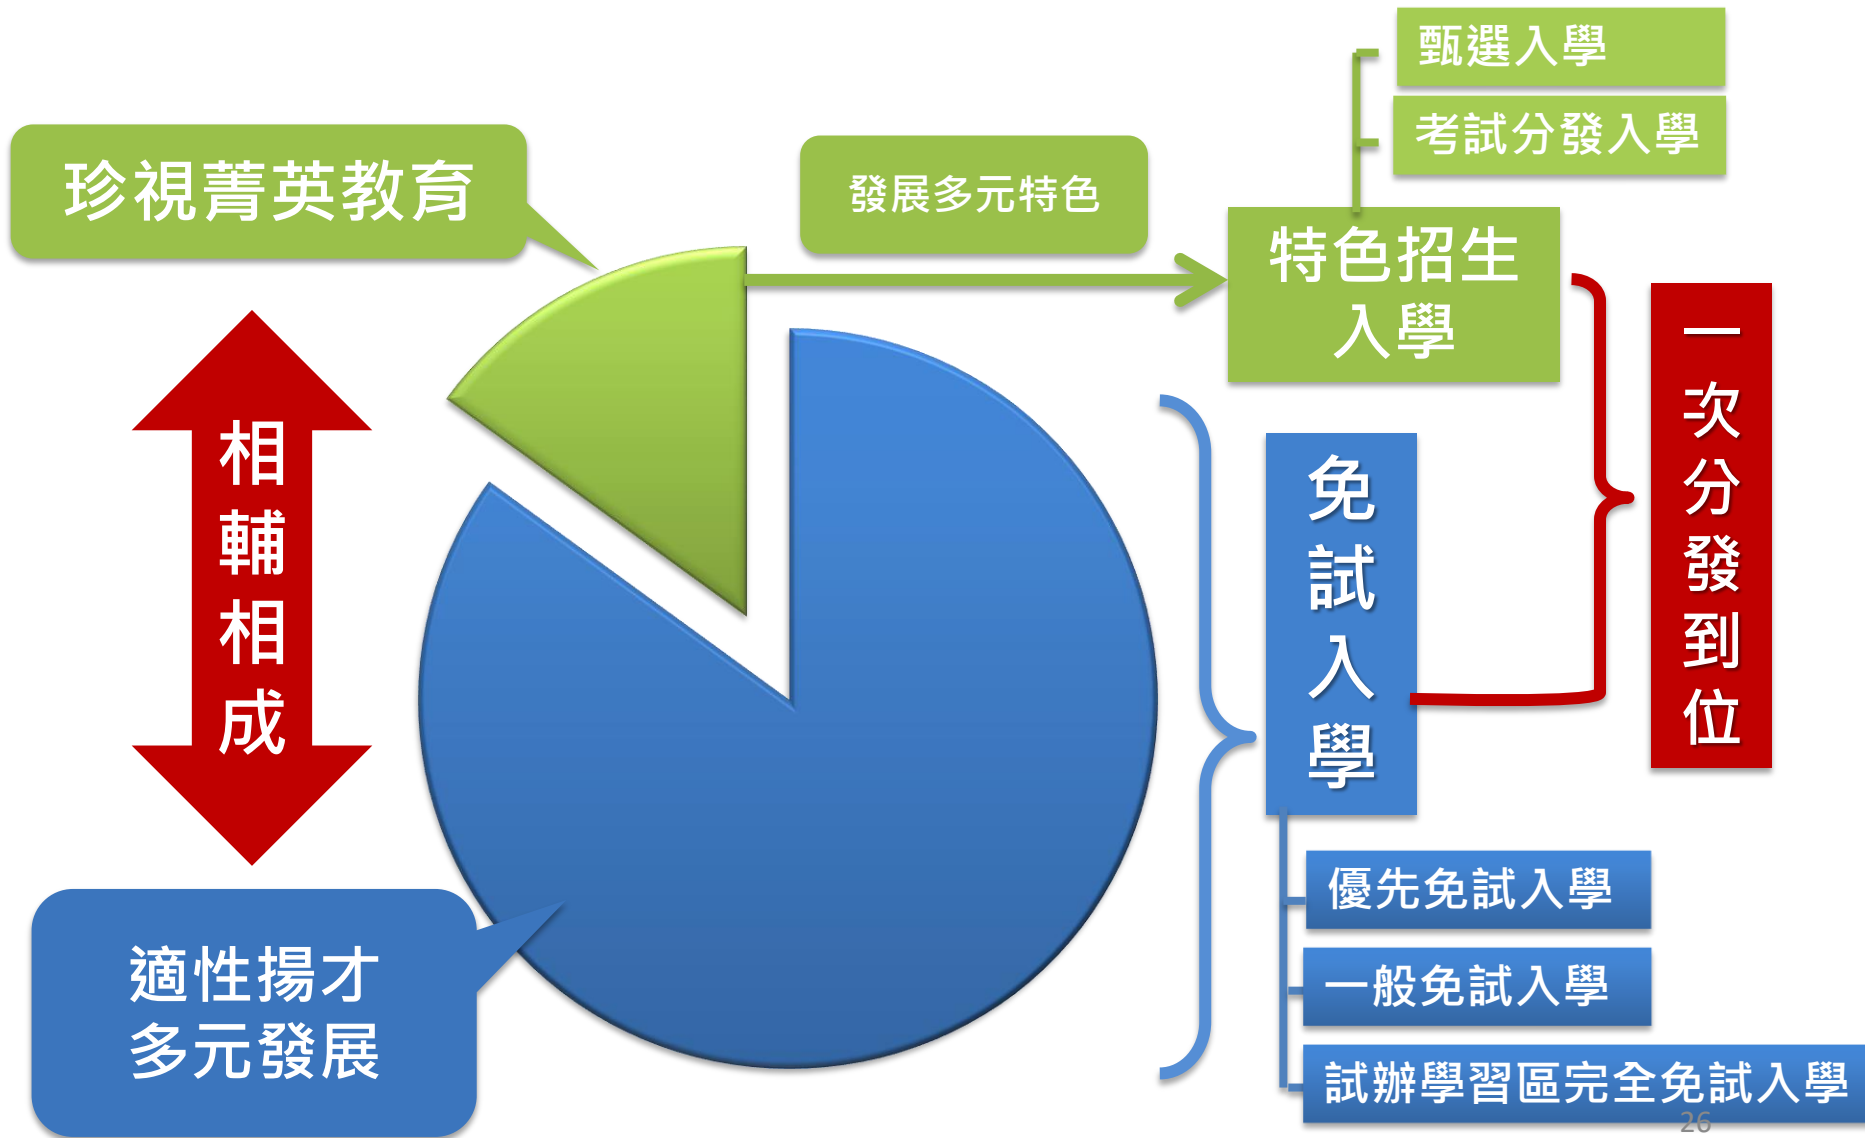 甄選入學
考試分發入學
珍視菁英教育
發展多元特色
特色招生
入學
一次分發到位
相輔相成
免試入學
優先免試入學
一般免試入學
試辦學習區完全免試入學
適性揚才
多元發展
26